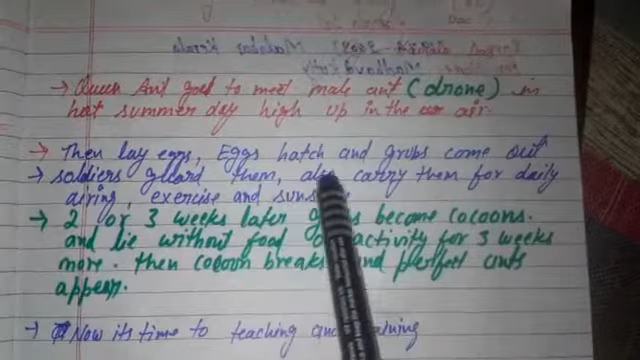 → Queen Ant goes to meet male ant (drone) in
hot summer day high up in the air.
→ Then lay eggs, Eggs hatch and grubs come out
→ soldiers guard them, also carry them for daily
airing, exercise and
→ 2 or 3 weeks later become cocoons.
and lie without food activity for 3 weeks
more. Then cocoon breaks and perfect ants
appear.
→ Now its time to teaching and